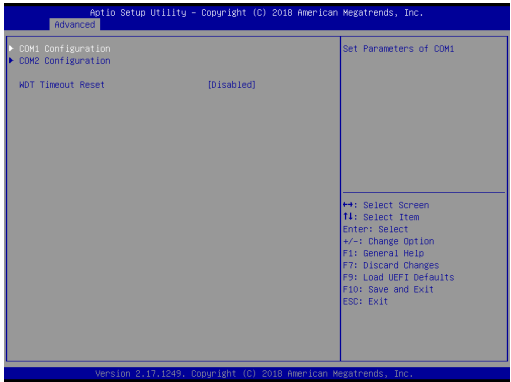 Aptio Setup Utility – Copyright (C) 2018 American Megatrends, Inc.
Advanced
COM1 Configuration
COM2 Configuration
WDT Timeout Reset [Disabled]
Set Parameters of COM1
↔: Select Screen
↑↓: Select Item
Enter: Select
+/-: Change Option
F1: General Help
F7: Discard Changes
F9: Load UEFI Defaults
F10: Save and Exit
ESC: Exit
Version 2.17.1249. Copyright (C) 2018 American Megatrends, Inc.